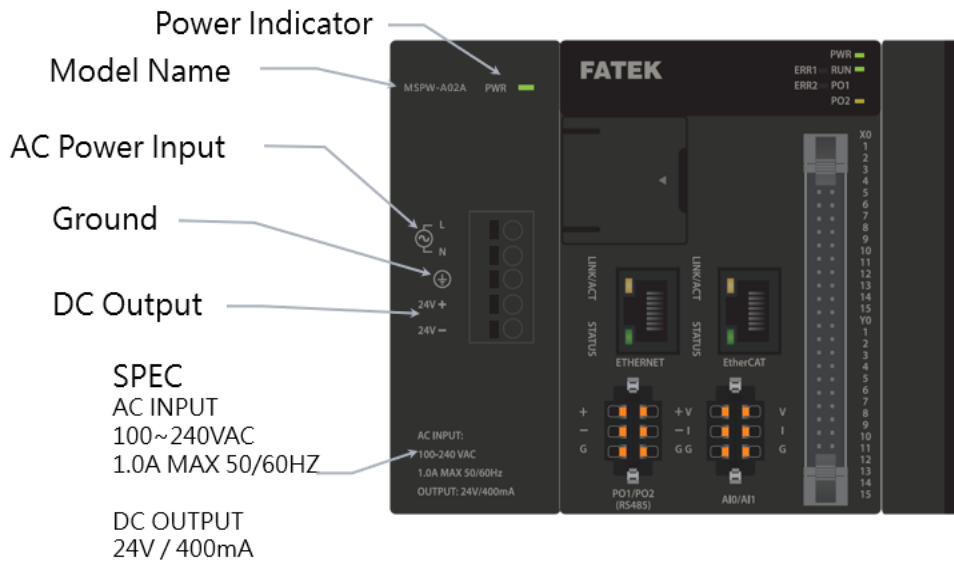 Power Indicator
Model Name
AC Power Input
Ground
DC Output
SPEC
AC INPUT
100~240VAC
1.0A MAX 50/60HZ
DC OUTPUT
24V / 400mA
MSPW-A02A PWR
L
N
24V +
24V −
AC INPUT:
100-240 VAC
1.0A MAX 50/60Hz
OUTPUT: 24V/400mA
FATEK
PWR
ERR1 RUN
ERR2 PO1
PO2
LINK/ACT
STATUS
ETHERNET
LINK/ACT
STATUS
EtherCAT
+ + V V
− − I I
G G G G
PO1/PO2
(RS485)
AI0/AI1
X0
1
2
3
4
5
6
7
8
9
10
11
12
13
14
15
Y0
1
2
3
4
5
6
7
8
9
10
11
12
13
14
15